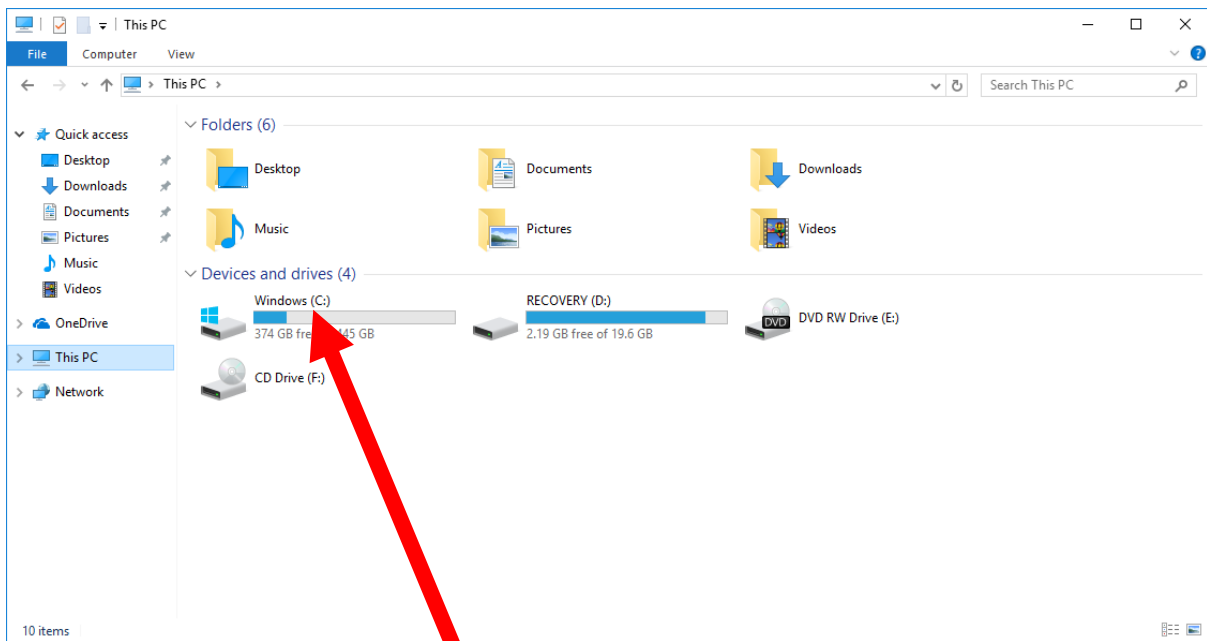 This PC
File Computer View
This PC
Search This PC
Quick access
Desktop
Downloads
Documents
Pictures
Music
Videos
OneDrive
This PC
Network
Folders (6)
Desktop Documents Downloads
Music Pictures Videos
Devices and drives (4)
Windows (C:)
374 GB fre 45 GB
RECOVERY (D:)
2.19 GB free of 19.6 GB
DVD
DVD RW Drive (E:)
CD Drive (F:)
10 items